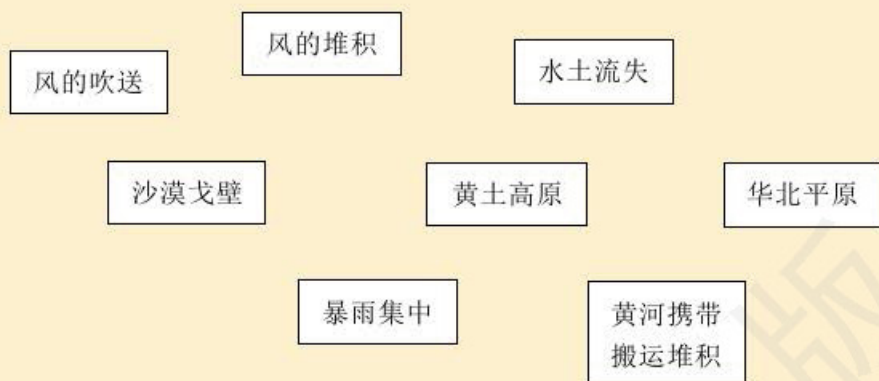 风的堆积
风的吹送
水土流失
沙漠戈壁
黄土高原
华北平原
暴雨集中
黄河携带
搬运堆积
版